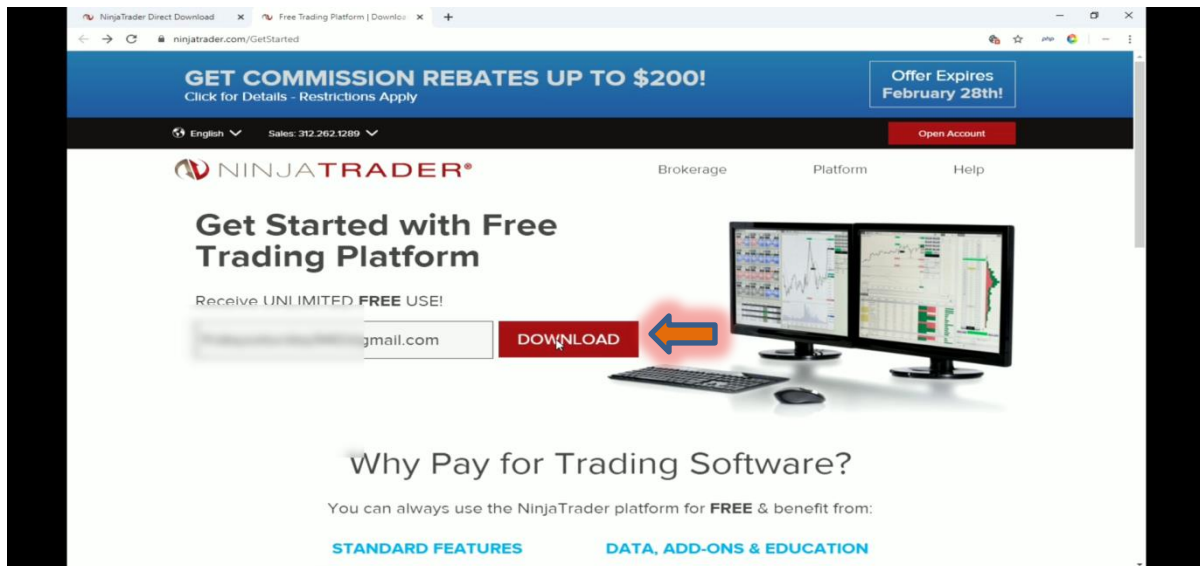 NinjaTrader Direct Download
Free Trading Platform | Downloa
ninjatrader.com/GetStarted
php
GET COMMISSION REBATES UP TO $200!
Click for Details - Restrictions Apply
Offer Expires
February 28th!
English
Sales: 312.262.1289
Open Account
NINJATRADER®
Brokerage
Platform
Help
Get Started with Free
Trading Platform
Receive UNLIMITED FREE USE!
gmail.com
DOWNLOAD
Why Pay for Trading Software?
You can always use the NinjaTrader platform for FREE & benefit from:
STANDARD FEATURES
DATA, ADD-ONS & EDUCATION